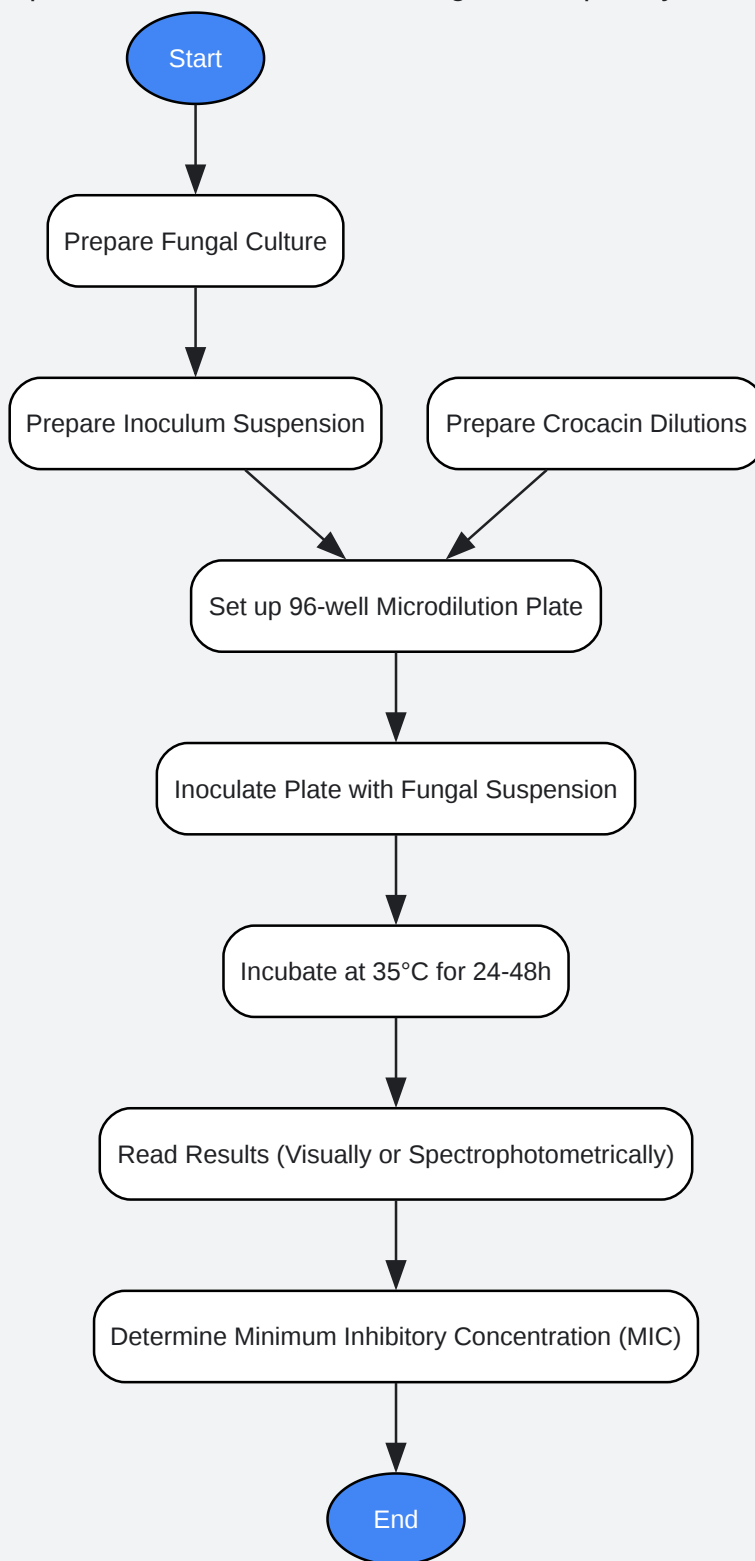 Start
Prepare Fungal Culture
Prepare Inoculum Suspension
Prepare Crocacin Dilutions
Set up 96-well Microdilution Plate
Inoculate Plate with Fungal Suspension
Incubate at 35°C for 24-48h
Read Results (Visually or Spectrophotometrically)
Determine Minimum Inhibitory Concentration (MIC)
End